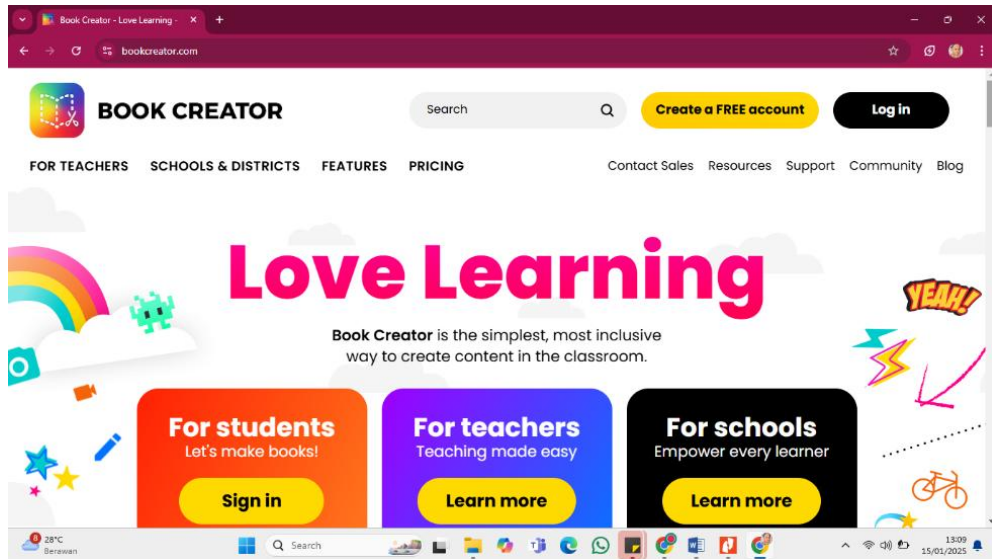 Book Creator - Love Learning -
bookcreator.com
BOOK CREATOR
Search
Create a FREE account
Log in
FOR TEACHERS SCHOOLS & DISTRICTS FEATURES PRICING
Contact Sales Resources Support Community Blog
Love Learning
YEAH!
Book Creator is the simplest, most inclusive
way to create content in the classroom.
For students
Let's make books!
Sign in
For teachers
Teaching made easy
Learn more
For schools
Empower every learner
Learn more
28°C
Berawan
Search
13:09
15/01/2025